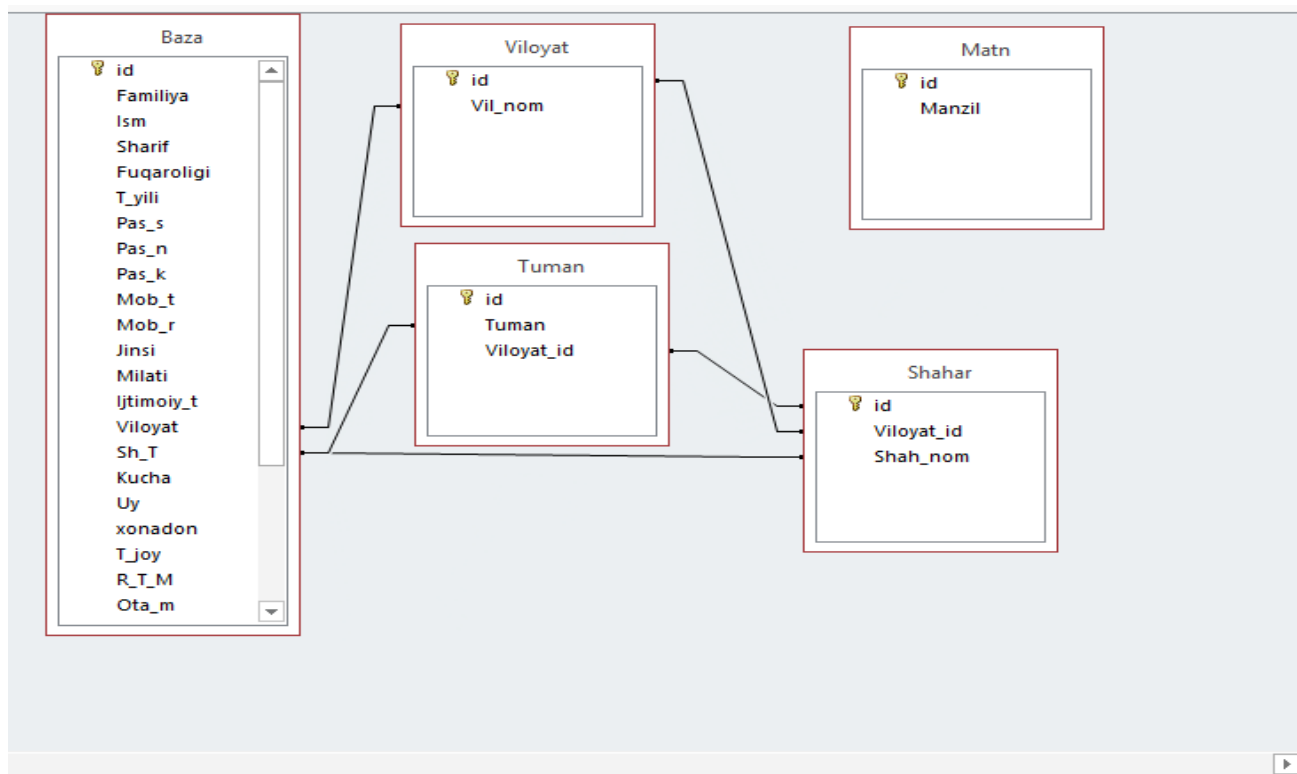 Baza
id
Familiya
Ism
Sharif
Fuqaroligi
T_yili
Pas_s
Pas_n
Pas_k
Mob_t
Mob_r
Jinsi
Milati
Ijtimoiy_t
Viloyat
Sh_T
Kucha
Uy
xonadon
T_joy
R_T_M
Ota_m
Viloyat
id
Vil_nom
Tuman
id
Tuman
Viloyat_id
Matn
id
Manzil
Shahar
id
Viloyat_id
Shah_nom